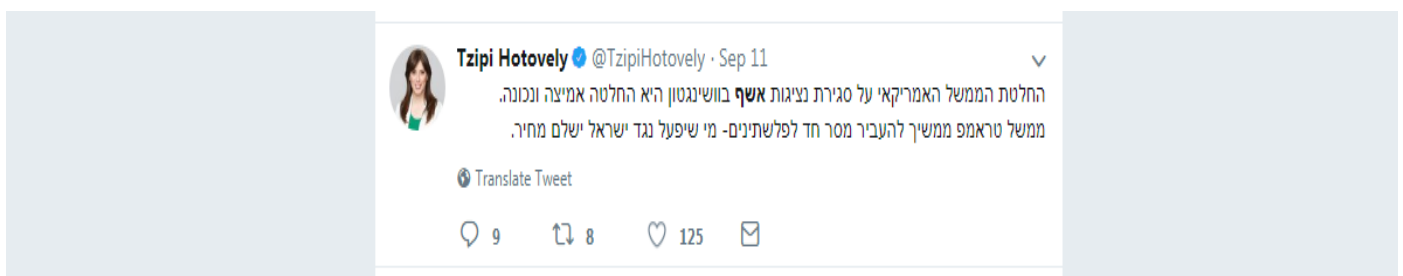 Tzipi Hotovely @TzipiHotovely · Sep 11
החלטת הממשל האמריקאי על סגירת נציגות אשף בוושינגטון היא החלטה אמיצה ונכונה.
ממשל טראמפ ממשיך להעביר מסר חד לפלשתינים- מי שיפעל נגד ישראל ישלם מחיר.
Translate Tweet
9 8 125